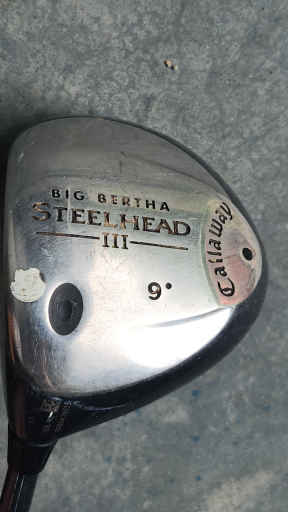 BIG BERTHA
STEELHEAD
III
9°
Callaway